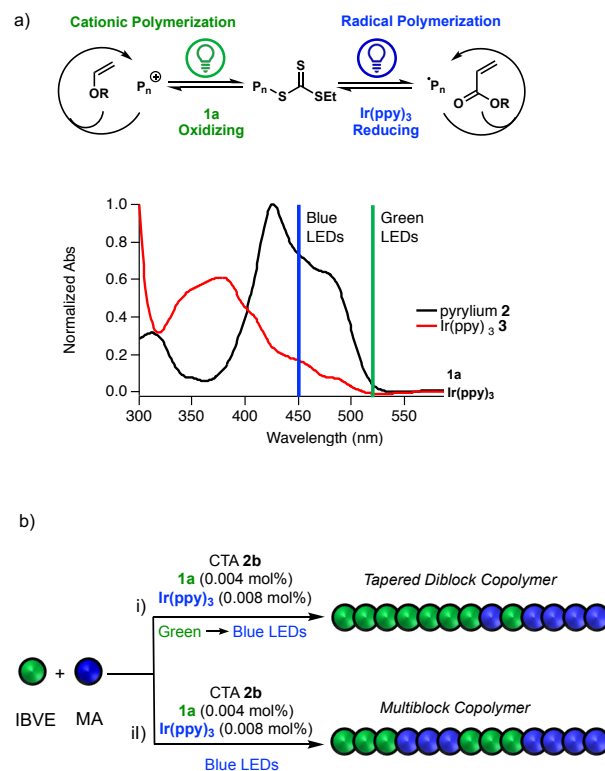 a)
Cationic Polymerization
Radical Polymerization
OR
Pn
⊕
1a
Oxidizing
Pn
S
S
SEt
Ir(ppy)3
Reducing
•Pn
O
OR
Normalized Abs
1.0
0.8
0.6
0.4
0.2
0.0
Blue
LEDs
Green
LEDs
pyrylium 2
Ir(ppy) 3 3
1a
Ir(ppy)3
300
350
400
450
500
550
Wavelength (nm)
b)
CTA 2b
1a (0.004 mol%)
Ir(ppy)3 (0.008 mol%)
i)
Green → Blue LEDs
Tapered Diblock Copolymer
IBVE
+
MA
CTA 2b
1a (0.004 mol%)
Ir(ppy)3 (0.008 mol%)
iI)
Blue LEDs
Multiblock Copolymer